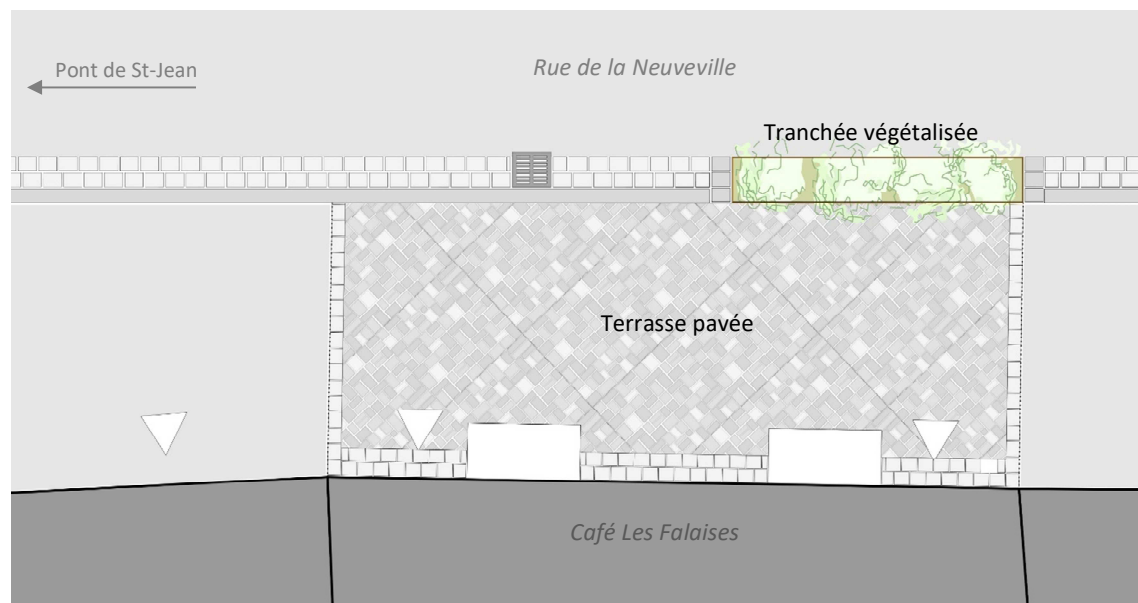 Pont de St-Jean
Rue de la Neuveville
Tranchée végétalisée
Terrasse pavée
Café Les Falaises